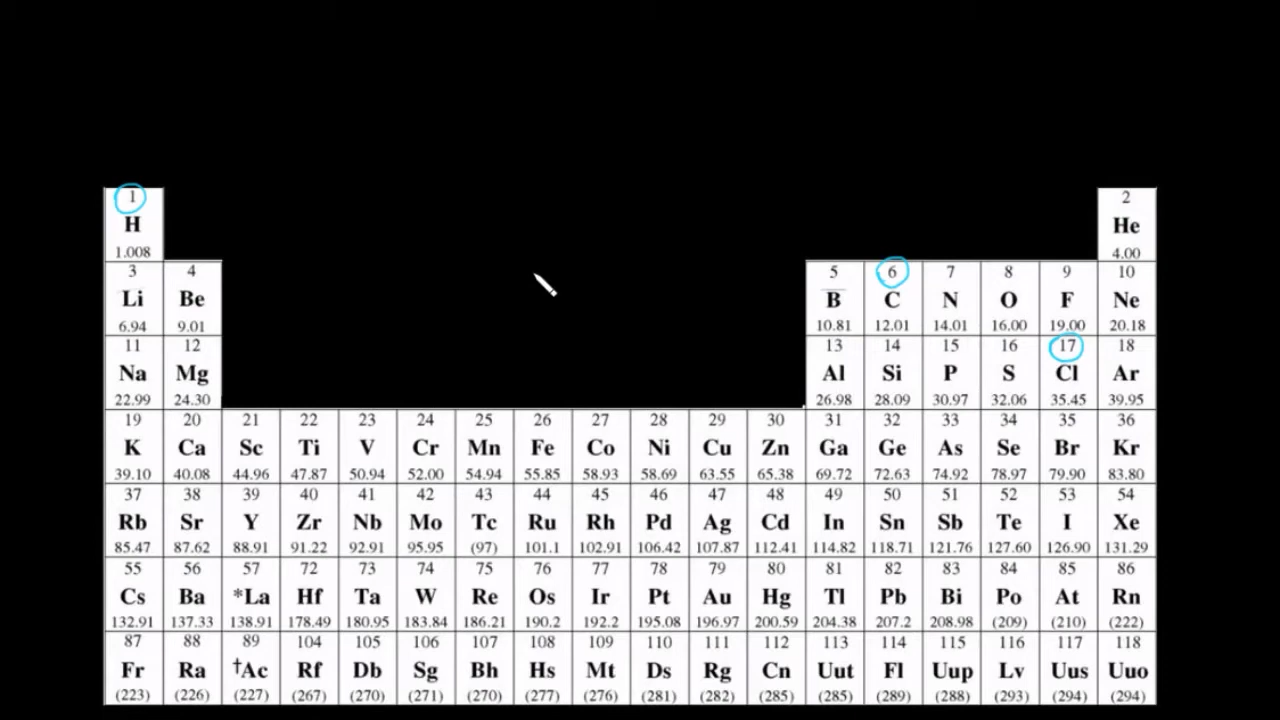 1 2
H He
1.008 4.00
3 4 5 6 7 8 9 10
Li Be B C N O F Ne
6.94 9.01 10.81 12.01 14.01 16.00 19.00 20.18
11 12 13 14 15 16 17 18
Na Mg Al Si P S Cl Ar
22.99 24.30 26.98 28.09 30.97 32.06 35.45 39.95
19 20 21 22 23 24 25 26 27 28 29 30 31 32 33 34 35 36
K Ca Sc Ti V Cr Mn Fe Co Ni Cu Zn Ga Ge As Se Br Kr
39.10 40.08 44.96 47.87 50.94 52.00 54.94 55.85 58.93 58.69 63.55 65.38 69.72 72.63 74.92 78.97 79.90 83.80
37 38 39 40 41 42 43 44 45 46 47 48 49 50 51 52 53 54
Rb Sr Y Zr Nb Mo Tc Ru Rh Pd Ag Cd In Sn Sb Te I Xe
85.47 87.62 88.91 91.22 92.91 95.95 (97) 101.1 102.91 106.42 107.87 112.41 114.82 118.71 121.76 127.60 126.90 131.29
55 56 57 72 73 74 75 76 77 78 79 80 81 82 83 84 85 86
Cs Ba *La Hf Ta W Re Os Ir Pt Au Hg Tl Pb Bi Po At Rn
132.91 137.33 138.91 178.49 180.95 183.84 186.21 190.2 192.2 195.08 196.97 200.59 204.38 207.2 208.98 (209) (210) (222)
87 88 89 104 105 106 107 108 109 110 111 112 113 114 115 116 117 118
Fr Ra †Ac Rf Db Sg Bh Hs Mt Ds Rg Cn Uut Fl Uup Lv Uus Uuo
(223) (226) (227) (267) (270) (271) (270) (277) (276) (281) (282) (285) (285) (289) (288) (293) (294) (294)